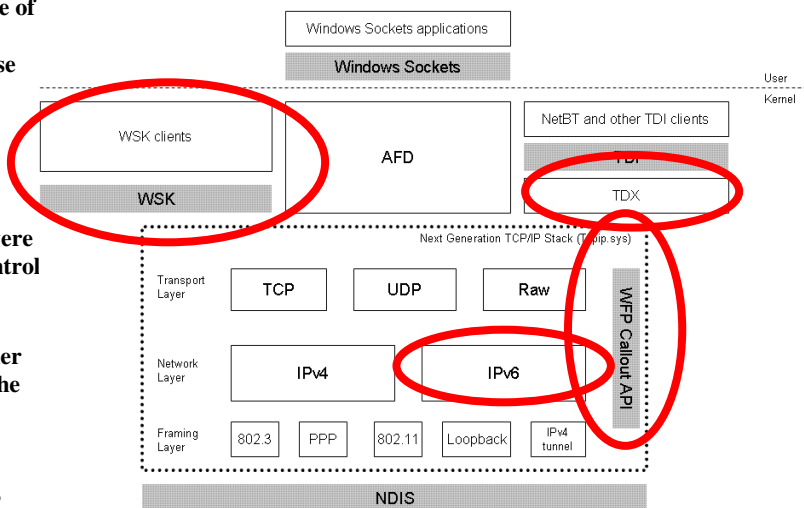 e of
se
ere
ntrol
er
he
Windows Sockets applications
Windows Sockets
User
Kernel
WSK clients
WSK
AFD
NetBT and other TDI clients
TDI
TDX
Next Generation TCP/IP Stack (Tcpip.sys)
Transport
Layer
TCP
UDP
Raw
WFP Callout API
Network
Layer
IPv4
IPv6
Framing
Layer
802.3
PPP
802.11
Loopback
IPv4
tunnel
NDIS